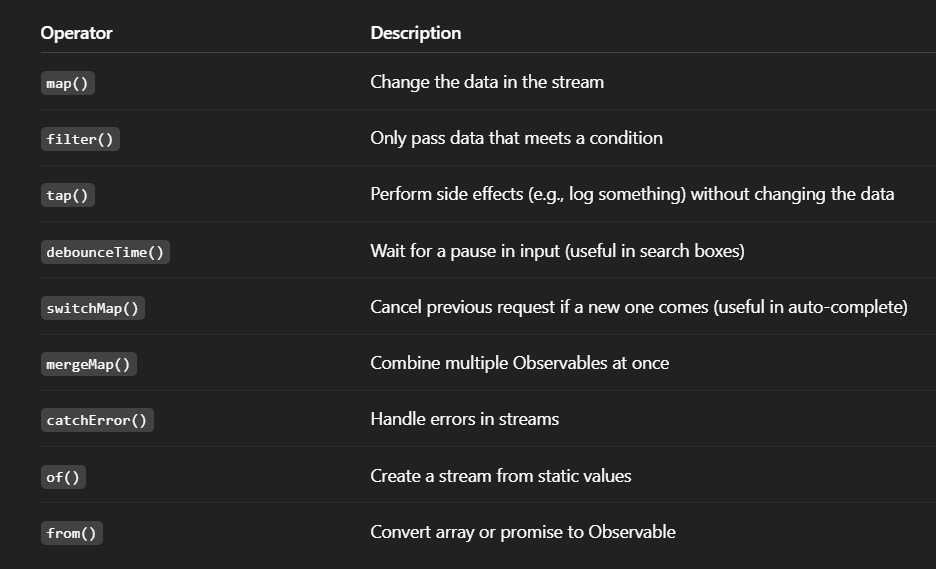 Operator Description
map() Change the data in the stream
filter() Only pass data that meets a condition
tap() Perform side effects (e.g., log something) without changing the data
debounceTime() Wait for a pause in input (useful in search boxes)
switchMap() Cancel previous request if a new one comes (useful in auto-complete)
mergeMap() Combine multiple Observables at once
catchError() Handle errors in streams
of() Create a stream from static values
from() Convert array or promise to Observable